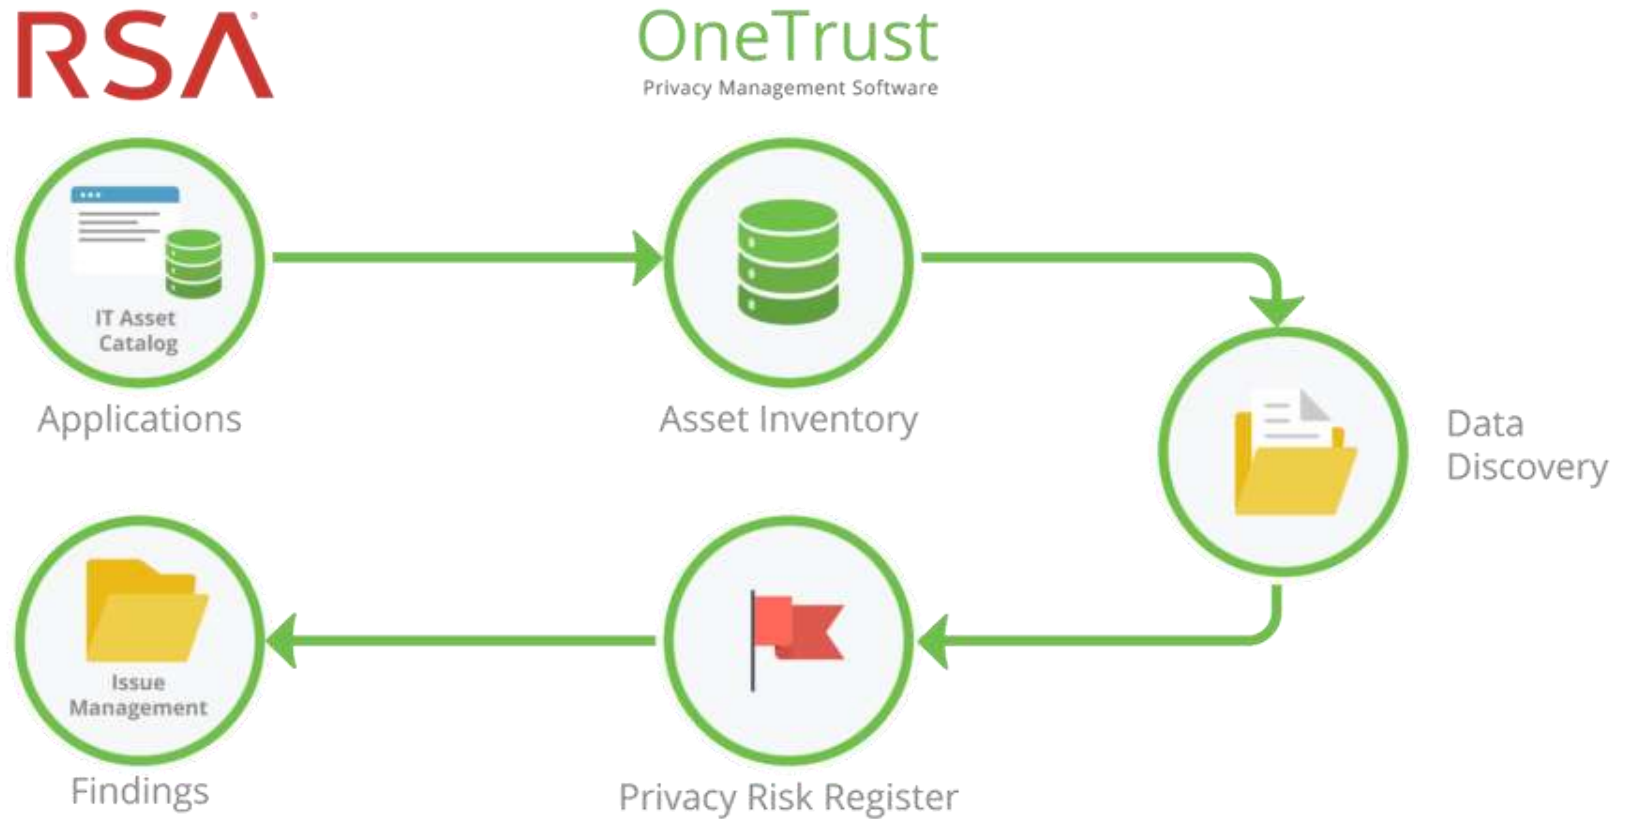 RSA
OneTrust
Privacy Management Software
IT Asset
Catalog
Applications
Asset Inventory
Data
Discovery
Issue
Management
Findings
Privacy Risk Register